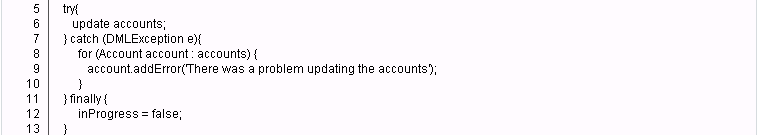 5 try{
6 update accounts;
7 } catch (DMLException e){
8 for (Account account : accounts) {
9 account.addError('There was a problem updating the accounts');
10 }
11 } finally {
12 inProgress = false;
13 }